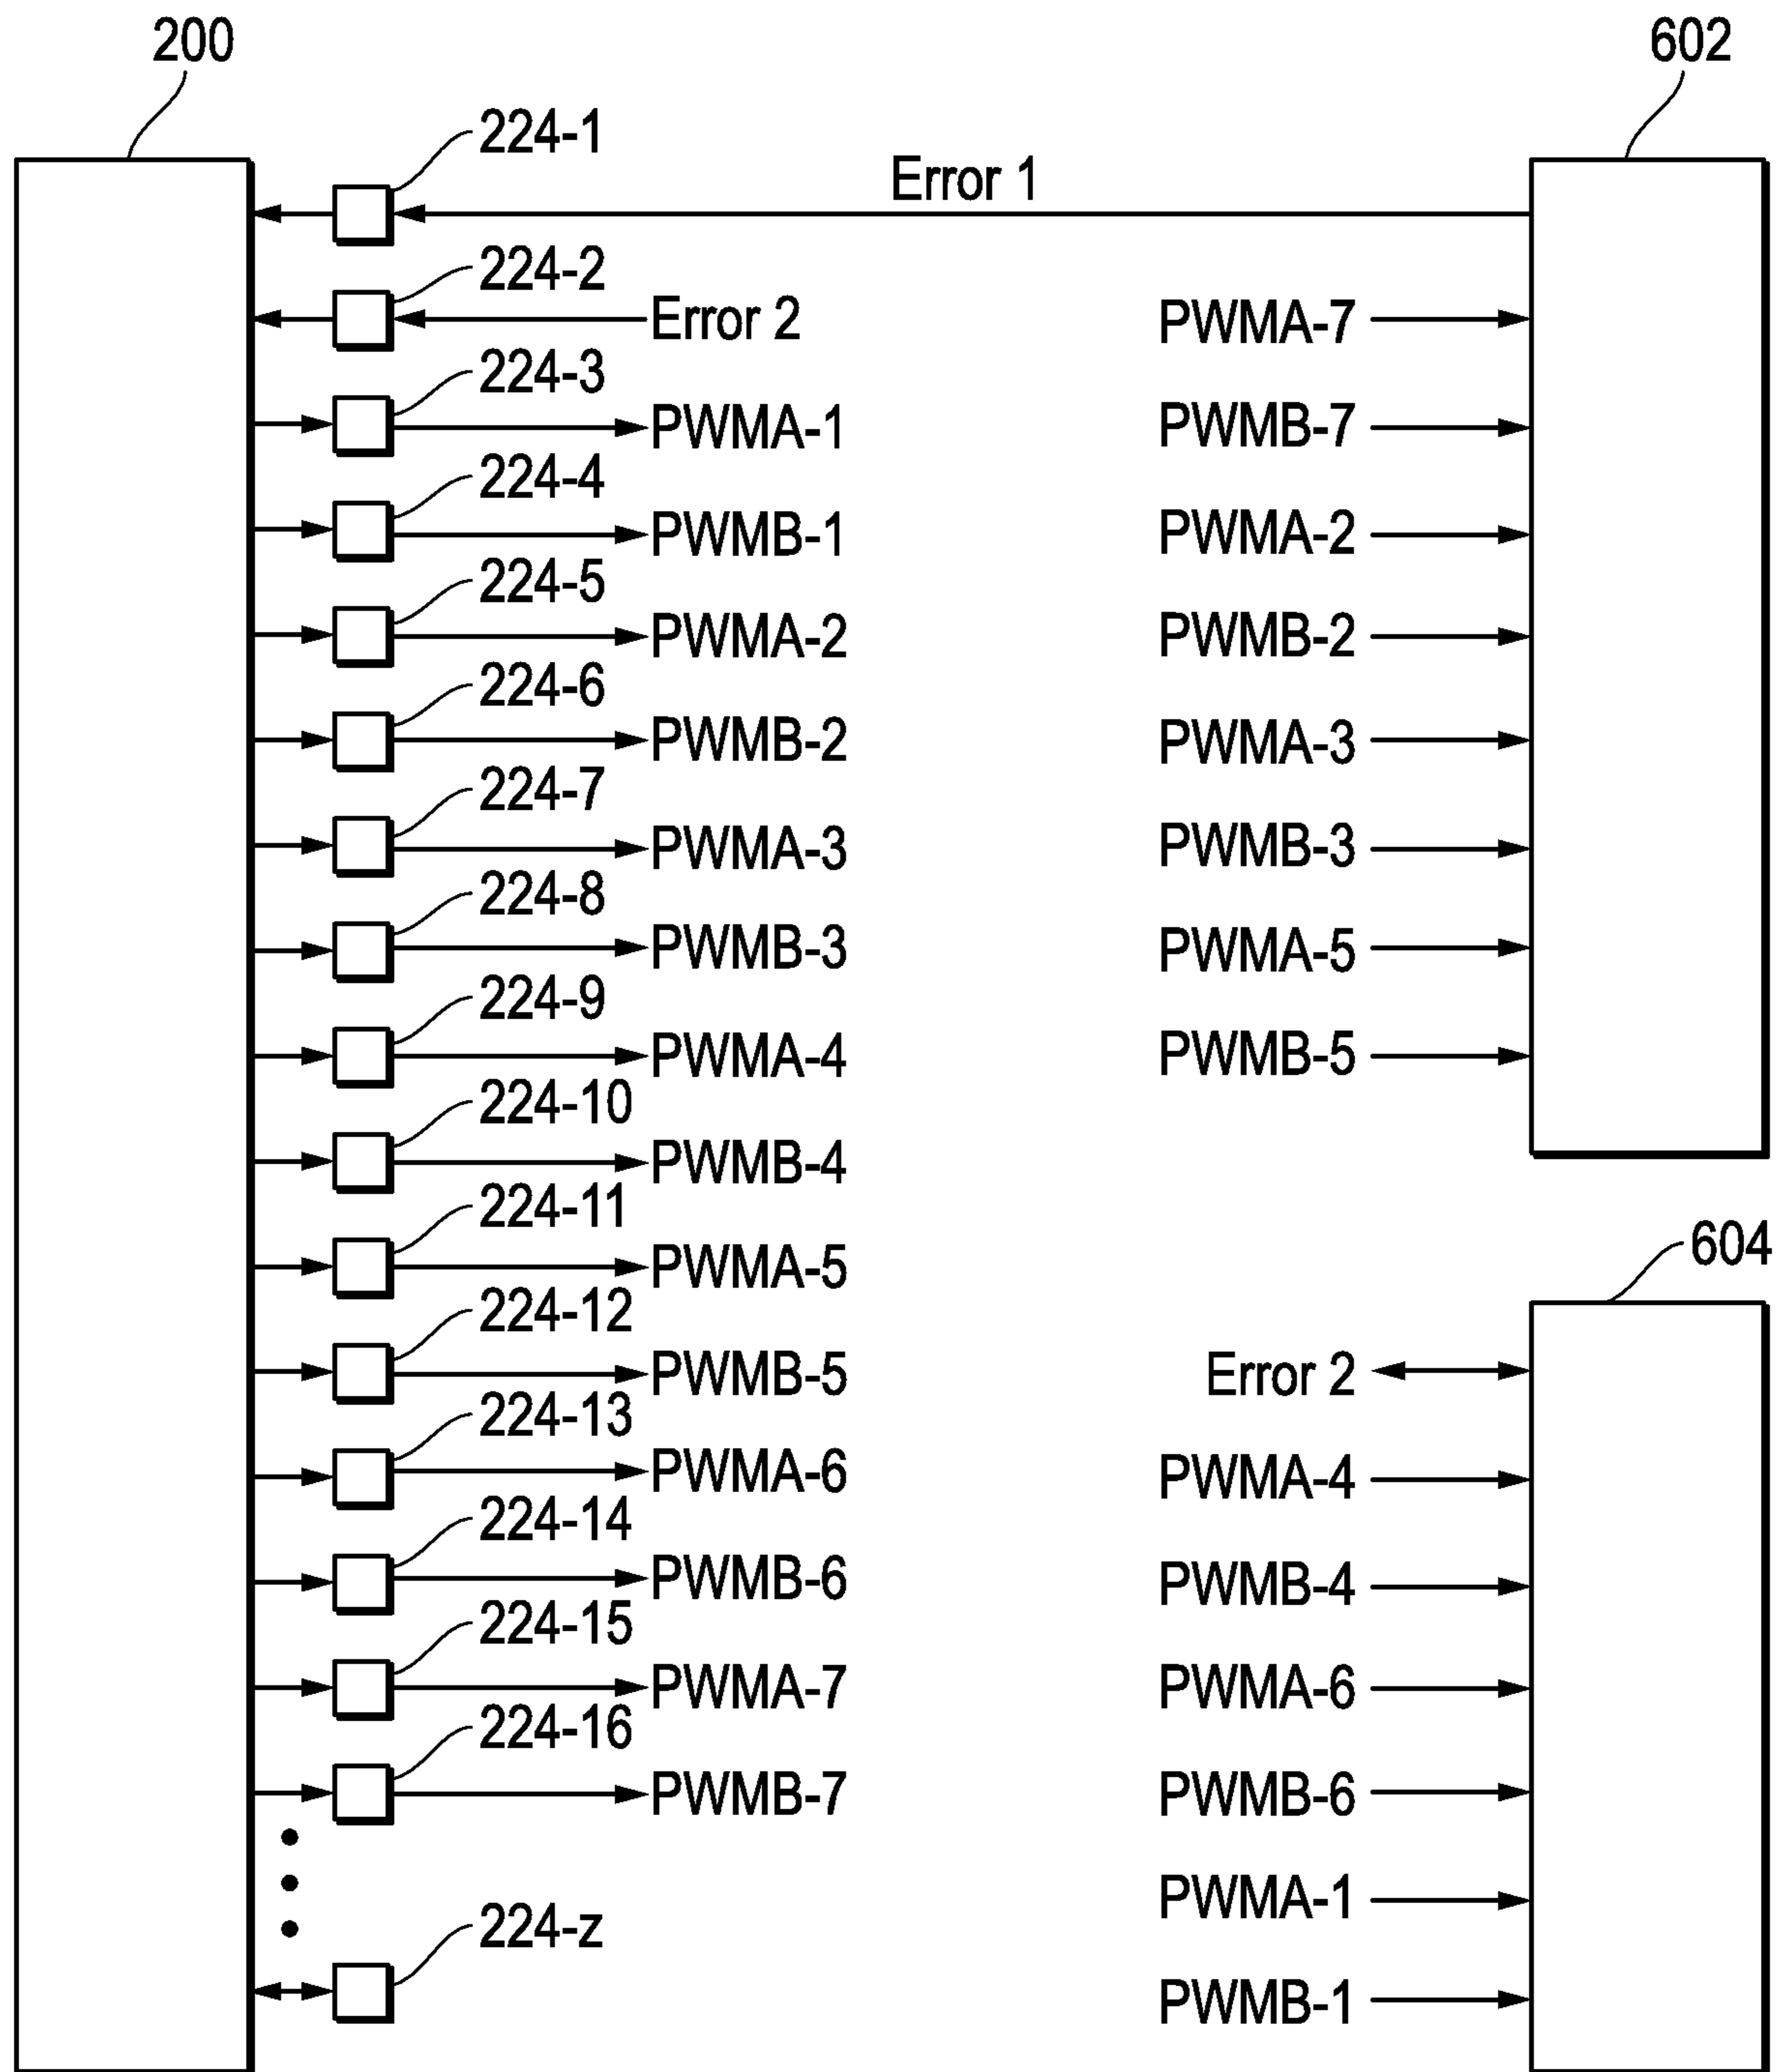 200
602
224-1
Error 1
224-2
Error 2
PWMA-7
224-3
PWMA-1
PWMB-7
224-4
PWMB-1
PWMA-2
224-5
PWMA-2
PWMB-2
224-6
PWMB-2
PWMA-3
224-7
PWMA-3
PWMB-3
224-8
PWMB-3
PWMA-5
224-9
PWMA-4
PWMB-5
224-10
PWMB-4
224-11
604
PWMA-5
224-12
PWMB-5
Error 2
224-13
PWMA-6
PWMA-4
224-14
PWMB-6
PWMB-4
224-15
PWMA-7
PWMA-6
224-16
PWMB-7
PWMB-6
PWMA-1
224-z
PWMB-1